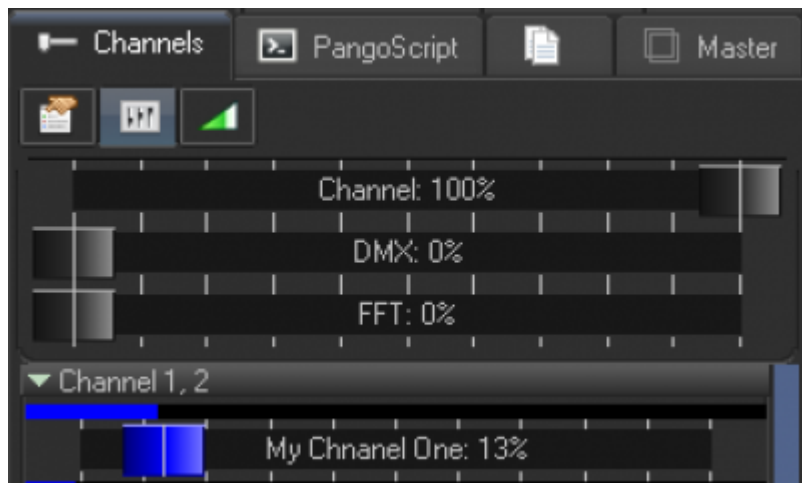 Channels PangoScript Master
Channel: 100%
DMX: 0%
FFT: 0%
Channel 1, 2
My Chnanel One: 13%